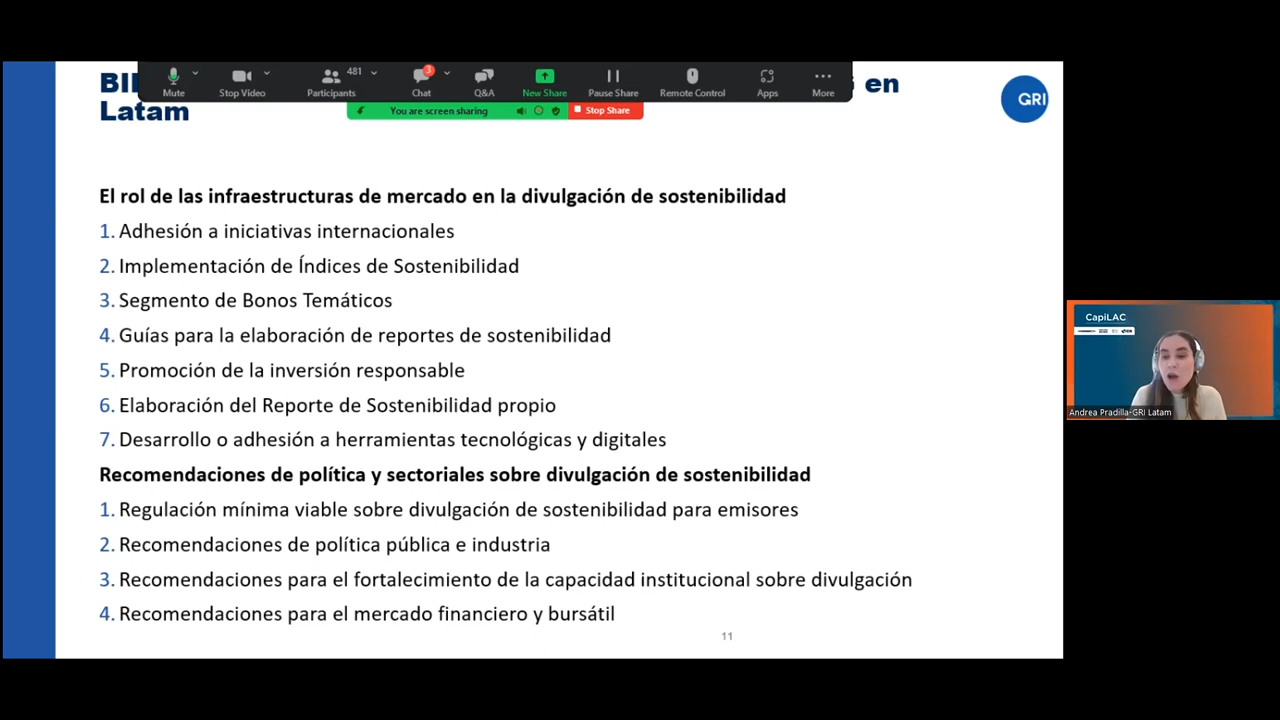 Mute
Stop Video
Participants
481
Chat
3
Q&A
New Share
Pause Share
Remote Control
Apps
More
You are screen sharing
Stop Share
en
Latam
GRI
El rol de las infraestructuras de mercado en la divulgación de sostenibilidad
1. Adhesión a iniciativas internacionales
2. Implementación de Índices de Sostenibilidad
3. Segmento de Bonos Temáticos
4. Guías para la elaboración de reportes de sostenibilidad
5. Promoción de la inversión responsable
6. Elaboración del Reporte de Sostenibilidad propio
7. Desarrollo o adhesión a herramientas tecnológicas y digitales
Recomendaciones de política y sectoriales sobre divulgación de sostenibilidad
1. Regulación mínima viable sobre divulgación de sostenibilidad para emisores
2. Recomendaciones de política pública e industria
3. Recomendaciones para el fortalecimiento de la capacidad institucional sobre divulgación
4. Recomendaciones para el mercado financiero y bursátil
11
CapiLAC
Andrea Pradilla-GRI Latam